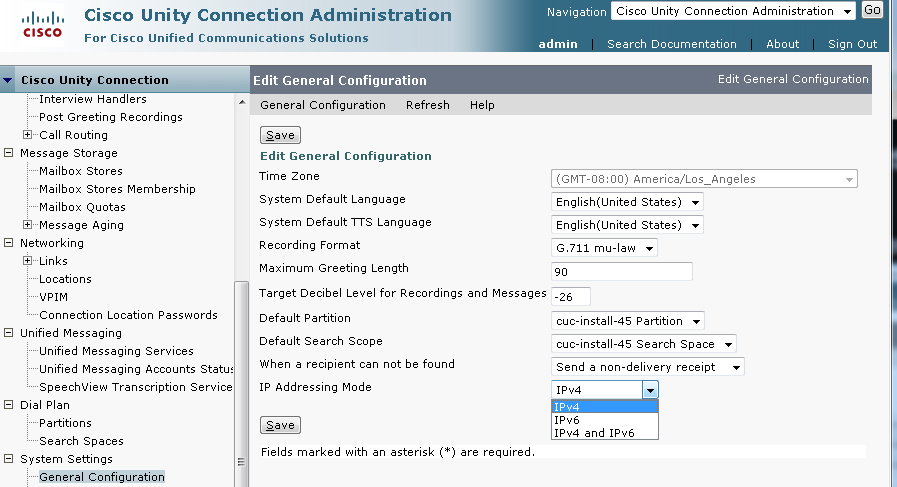 Cisco Unity Connection Administration
For Cisco Unified Communications Solutions
CISCO
Navigation Cisco Unity Connection Administration Go
admin | Search Documentation | About | Sign Out
Cisco Unity Connection
Interview Handlers
Post Greeting Recordings
Call Routing
Message Storage
Mailbox Stores
Mailbox Stores Membership
Mailbox Quotas
Message Aging
Networking
Links
Locations
VPIM
Connection Location Passwords
Unified Messaging
Unified Messaging Services
Unified Messaging Accounts Status
SpeechView Transcription Service
Dial Plan
Partitions
Search Spaces
System Settings
General Configuration
Edit General Configuration
Edit General Configuration
General Configuration Refresh Help
Save
Edit General Configuration
Time Zone (GMT-08:00) America/Los_Angeles
System Default Language English(United States)
System Default TTS Language English(United States)
Recording Format G.711 mu-law
Maximum Greeting Length 90
Target Decibel Level for Recordings and Messages -26
Default Partition cuc-install-45 Partition
Default Search Scope cuc-install-45 Search Space
When a recipient can not be found Send a non-delivery receipt
IP Addressing Mode IPv4
IPv4
IPv6
IPv4 and IPv6
Save
Fields marked with an asterisk (*) are required.